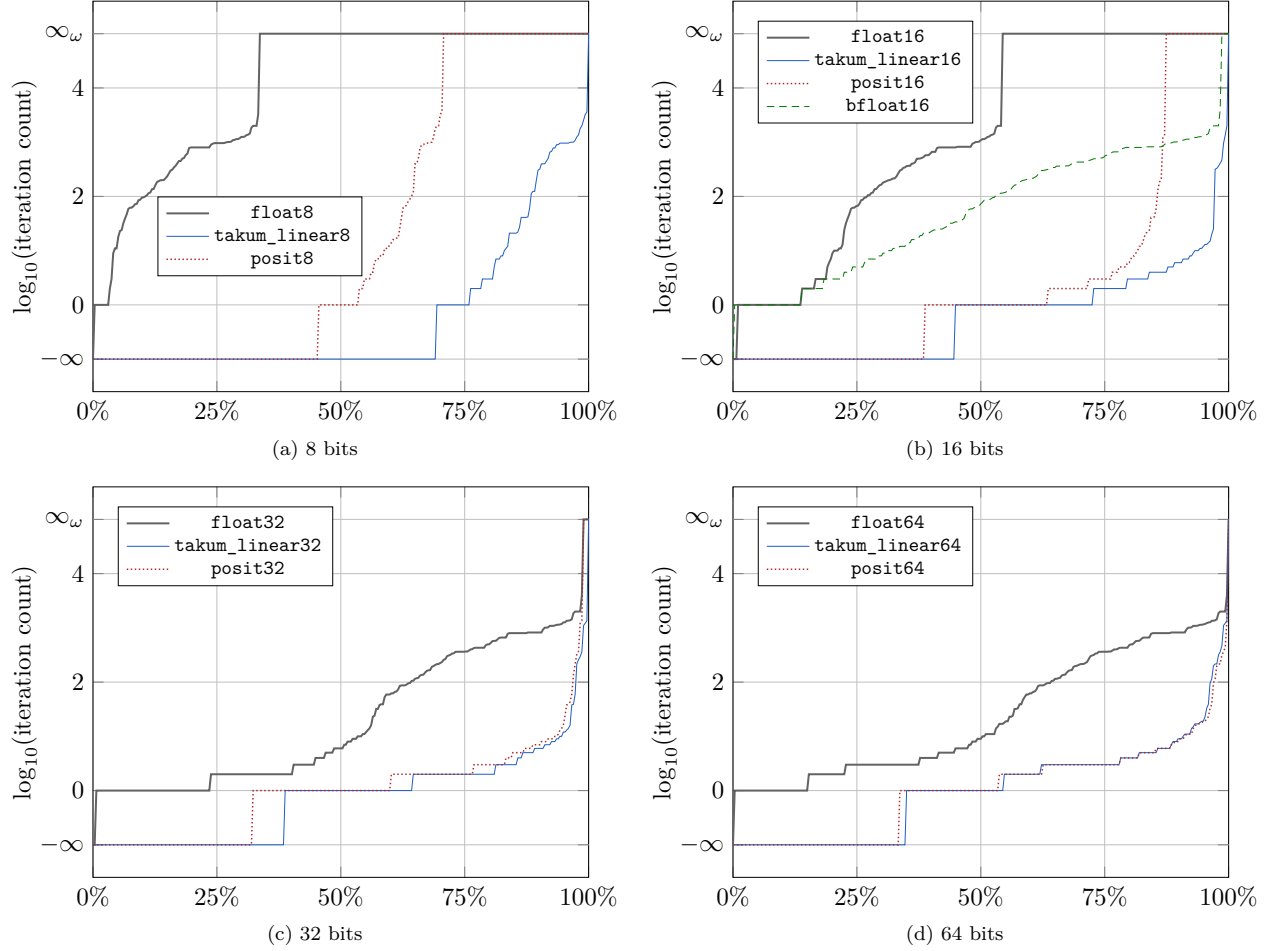 log₁₀(iteration count)
∞ω
4
2
0
−∞
float8
takum_linear8
posit8
0% 25% 50% 75% 100%
(a) 8 bits
log₁₀(iteration count)
∞ω
4
2
0
−∞
float16
takum_linear16
posit16
bfloat16
0% 25% 50% 75% 100%
(b) 16 bits
log₁₀(iteration count)
∞ω
4
2
0
−∞
float32
takum_linear32
posit32
0% 25% 50% 75% 100%
(c) 32 bits
log₁₀(iteration count)
∞ω
4
2
0
−∞
float64
takum_linear64
posit64
0% 25% 50% 75% 100%
(d) 64 bits